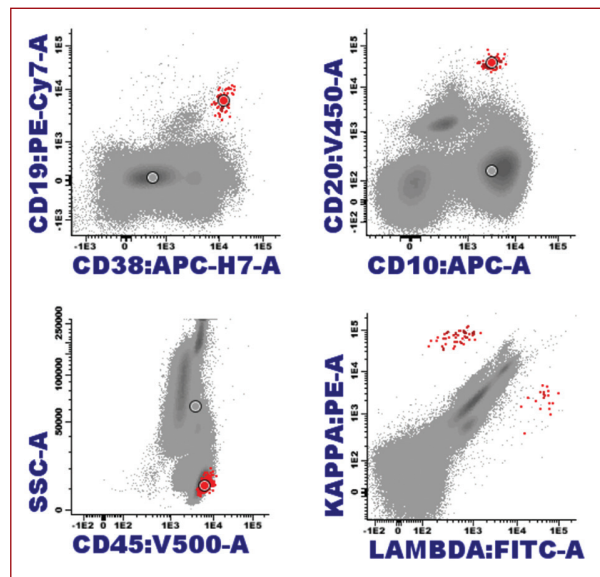 CD19:PE-Cy7-A
1E5
1E4
1E3
0
-1E3
-1E3
0
1E3
1E4
1E5
CD38:APC-H7-A
CD20:V450-A
1E5
1E4
1E3
1E2
0
-1E2
-1E2
0
1E3
1E4
1E5
CD10:APC-A
SSC-A
250000
100000
50000
0
-1E2
1E2
1E3
1E4
1E5
CD45:V500-A
KAPPA:PE-A
1E5
1E4
1E3
1E2
0
-1E2
-1E2
0
1E3
1E4
1E5
LAMBDA:FITC-A